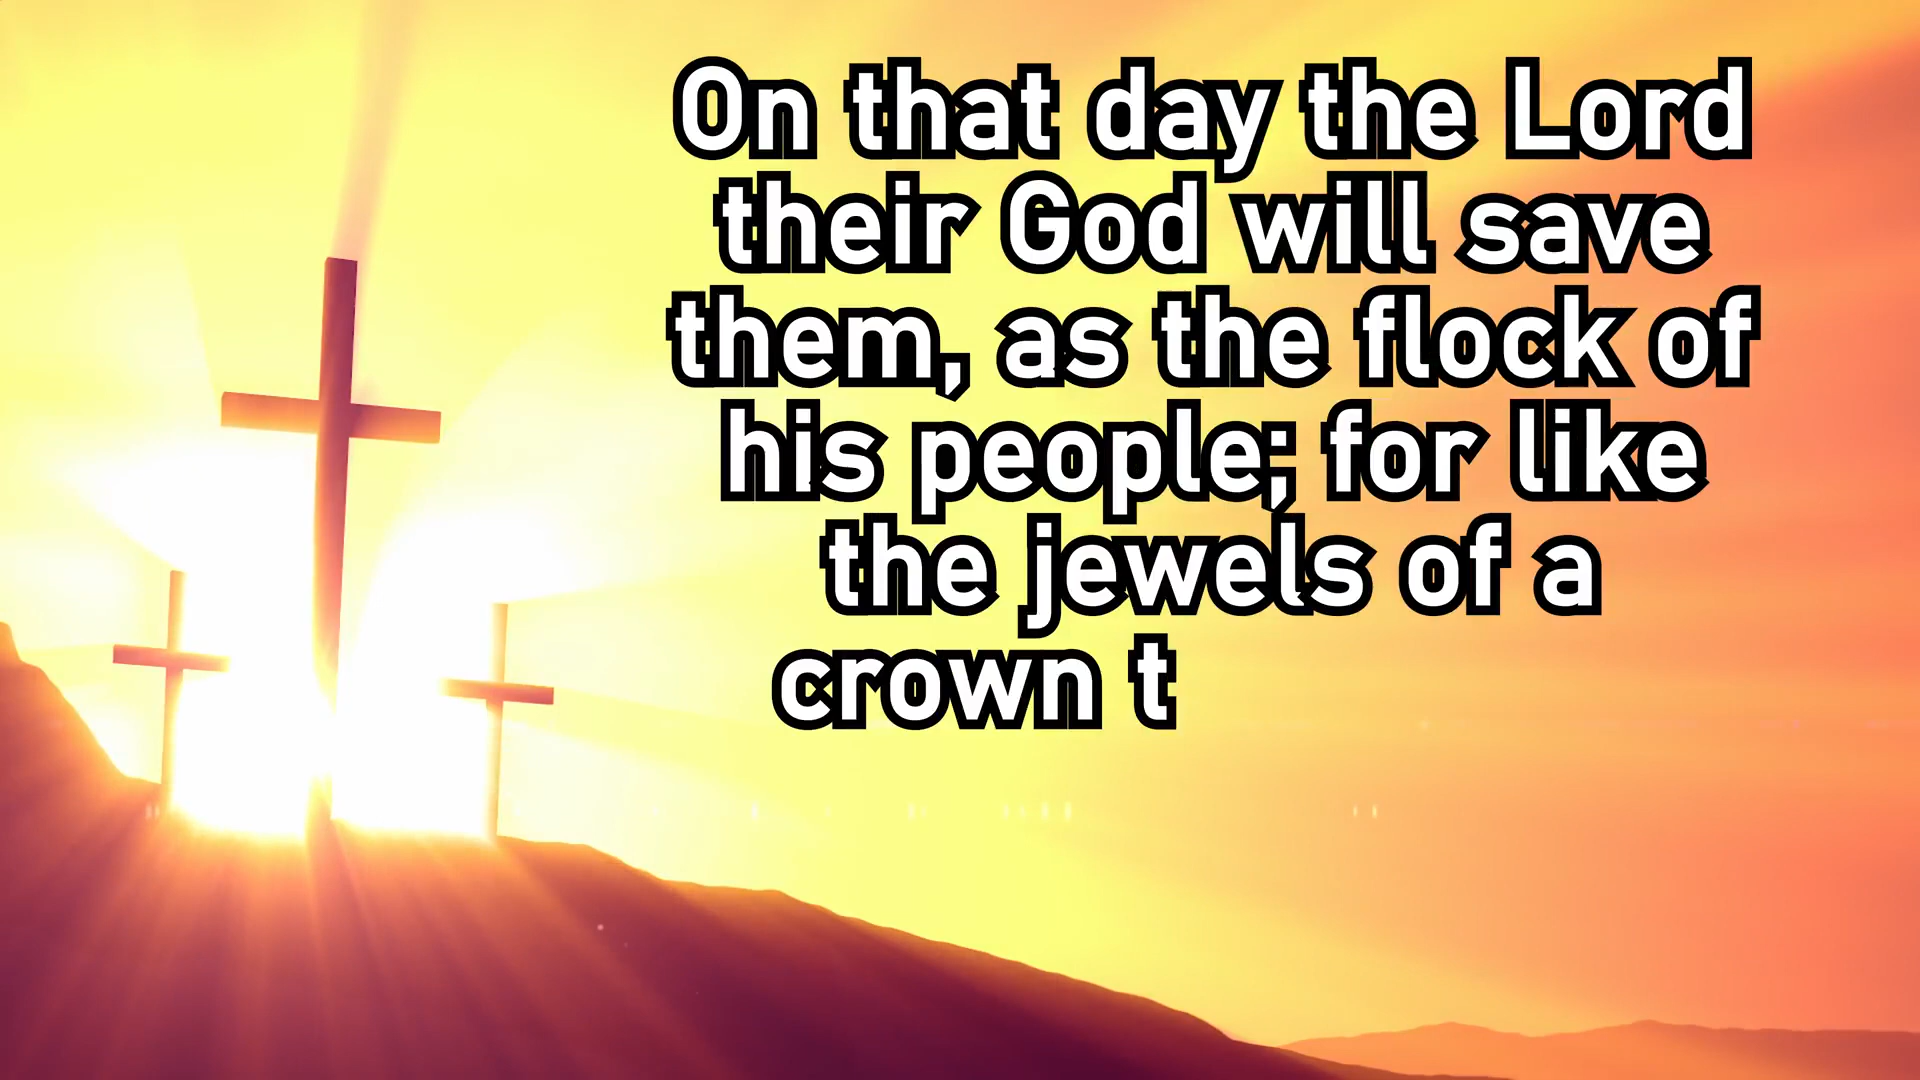 On that day the Lord
their God will save
them, as the flock of
his people; for like
the jewels of a
crown t